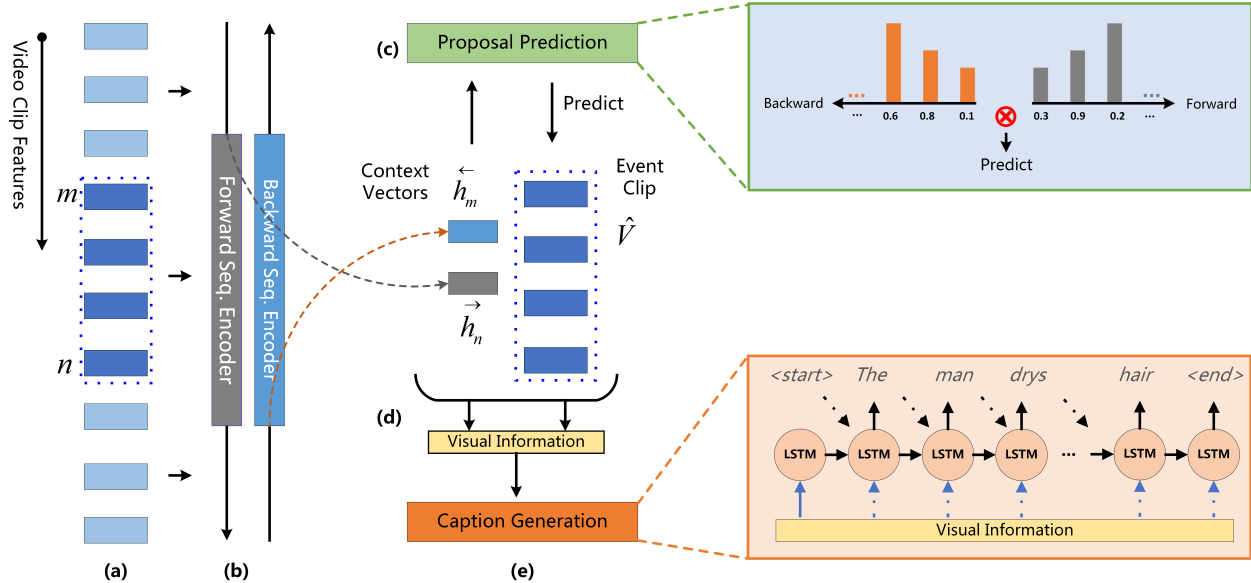 Video Clip Features
m
n
(a)
Forward Seq. Encoder
Backward Seq. Encoder
(b)
(c)
Proposal Prediction
Predict
Context
Vectors
Event
Clip
h⃖_m
V̂
h⃗_n
(d)
Visual Information
Caption Generation
(e)
Backward
... ...
Forward
... 0.6 0.8 0.1 0.3 0.9 0.2 ...
Predict
<start> The man drys hair <end>
LSTM LSTM LSTM LSTM ... LSTM LSTM
Visual Information